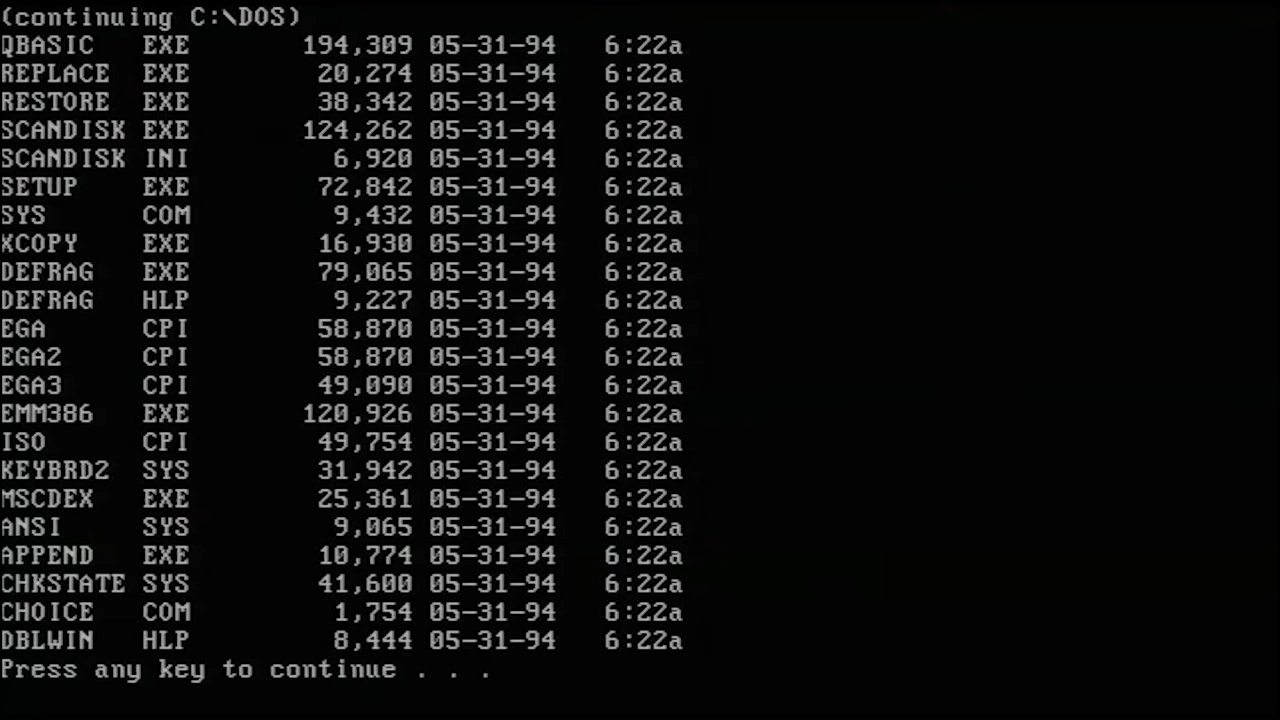 (continuing C:\DOS)
QBASIC   EXE       194,309 05-31-94   6:22a
REPLACE  EXE        20,274 05-31-94   6:22a
RESTORE  EXE        38,342 05-31-94   6:22a
SCANDISK EXE       124,262 05-31-94   6:22a
SCANDISK INI         6,920 05-31-94   6:22a
SETUP    EXE        72,842 05-31-94   6:22a
SYS      COM         9,432 05-31-94   6:22a
XCOPY    EXE        16,930 05-31-94   6:22a
DEFRAG   EXE        79,065 05-31-94   6:22a
DEFRAG   HLP         9,227 05-31-94   6:22a
EGA      CPI        58,870 05-31-94   6:22a
EGA2     CPI        58,870 05-31-94   6:22a
EGA3     CPI        49,090 05-31-94   6:22a
EMM386   EXE       120,926 05-31-94   6:22a
ISO      CPI        49,754 05-31-94   6:22a
KEYBRD2  SYS        31,942 05-31-94   6:22a
MSCDEX   EXE        25,361 05-31-94   6:22a
ANSI     SYS         9,065 05-31-94   6:22a
APPEND   EXE        10,774 05-31-94   6:22a
CHKSTATE SYS        41,600 05-31-94   6:22a
CHOICE   COM         1,754 05-31-94   6:22a
DBLWIN   HLP         8,444 05-31-94   6:22a
Press any key to continue . . .